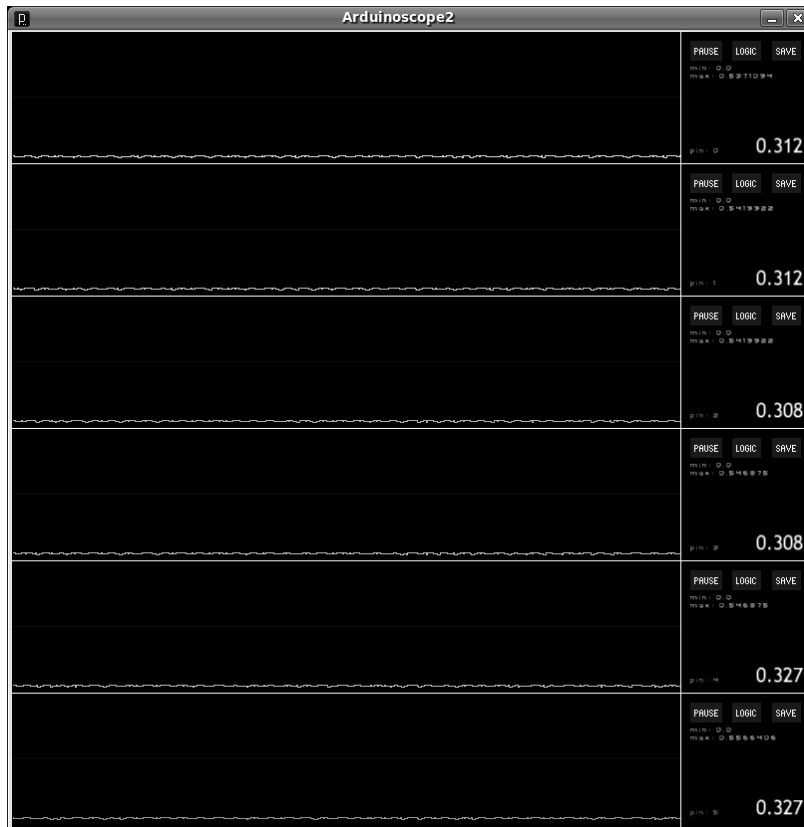 Arduinoscope2
PAUSE LOGIC SAVE
min: 0.0
max: 0.5371094
pin: 0 0.312
PAUSE LOGIC SAVE
min: 0.0
max: 0.5419922
pin: 1 0.312
PAUSE LOGIC SAVE
min: 0.0
max: 0.5419922
pin: 2 0.308
PAUSE LOGIC SAVE
min: 0.0
max: 0.546875
pin: 3 0.308
PAUSE LOGIC SAVE
min: 0.0
max: 0.546875
pin: 4 0.327
PAUSE LOGIC SAVE
min: 0.0
max: 0.5566406
pin: 5 0.327